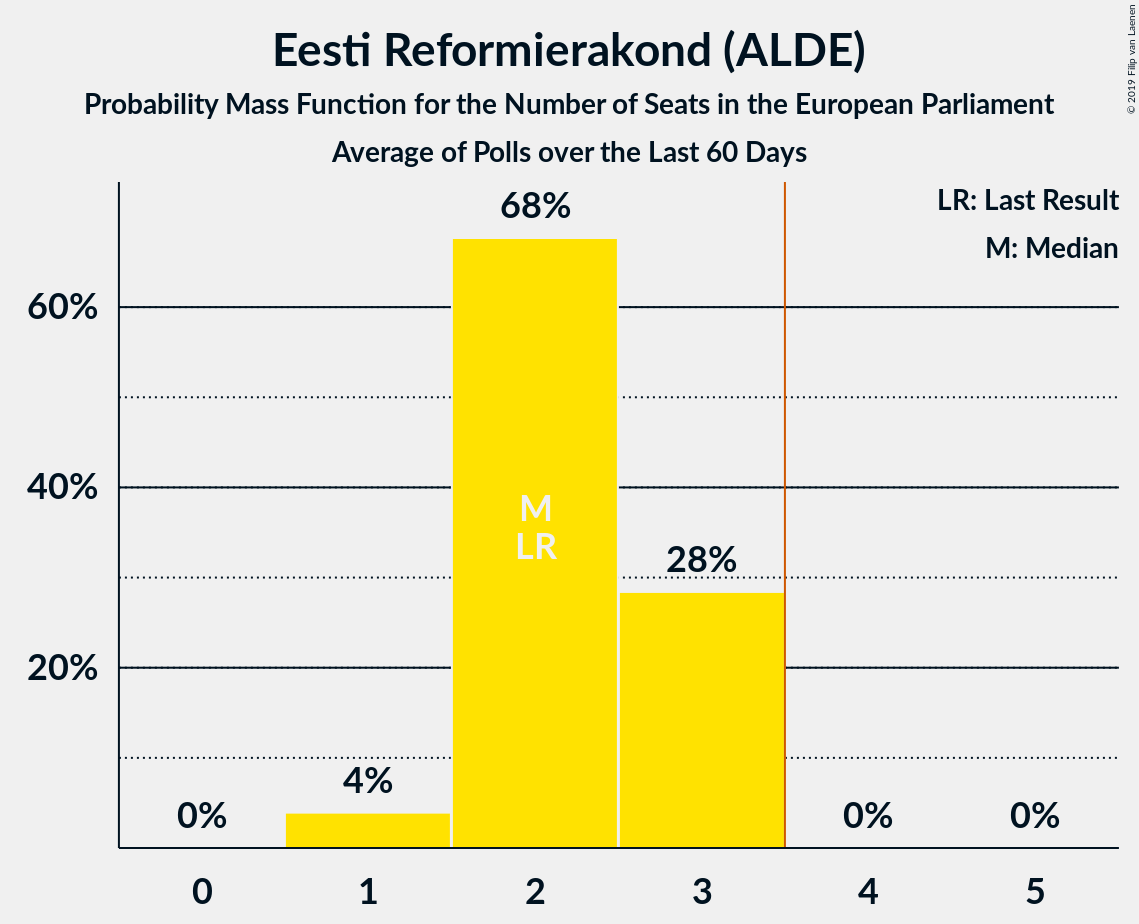 Eesti Reformierakond (ALDE)
Probability Mass Function for the Number of Seats in the European Parliament
Average of Polls over the Last 60 Days
© 2019 Filip van Laenen
LR: Last Result
M: Median
68%
60%
40%
M
LR
28%
20%
4%
0%
0%
0%
0
1
2
3
4
5